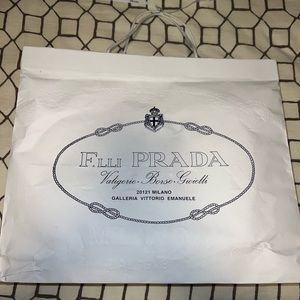 F.LLI PRADA
Valigerie · Borse · Gioielli
20121 MILANO
GALLERIA VITTORIO EMANUELE